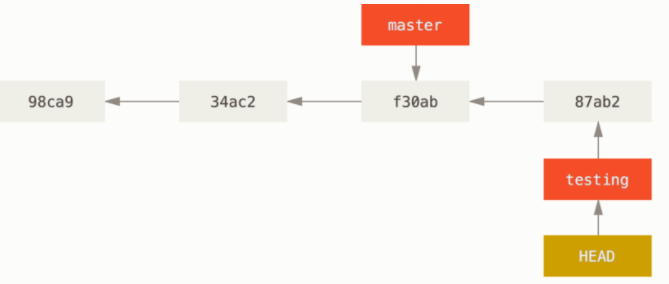 master
98ca9
34ac2
f30ab
87ab2
testing
HEAD